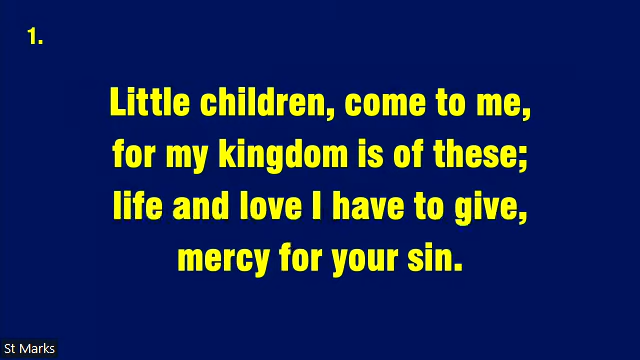 1.
Little children, come to me,
for my kingdom is of these;
life and love I have to give,
mercy for your sin.
St Marks